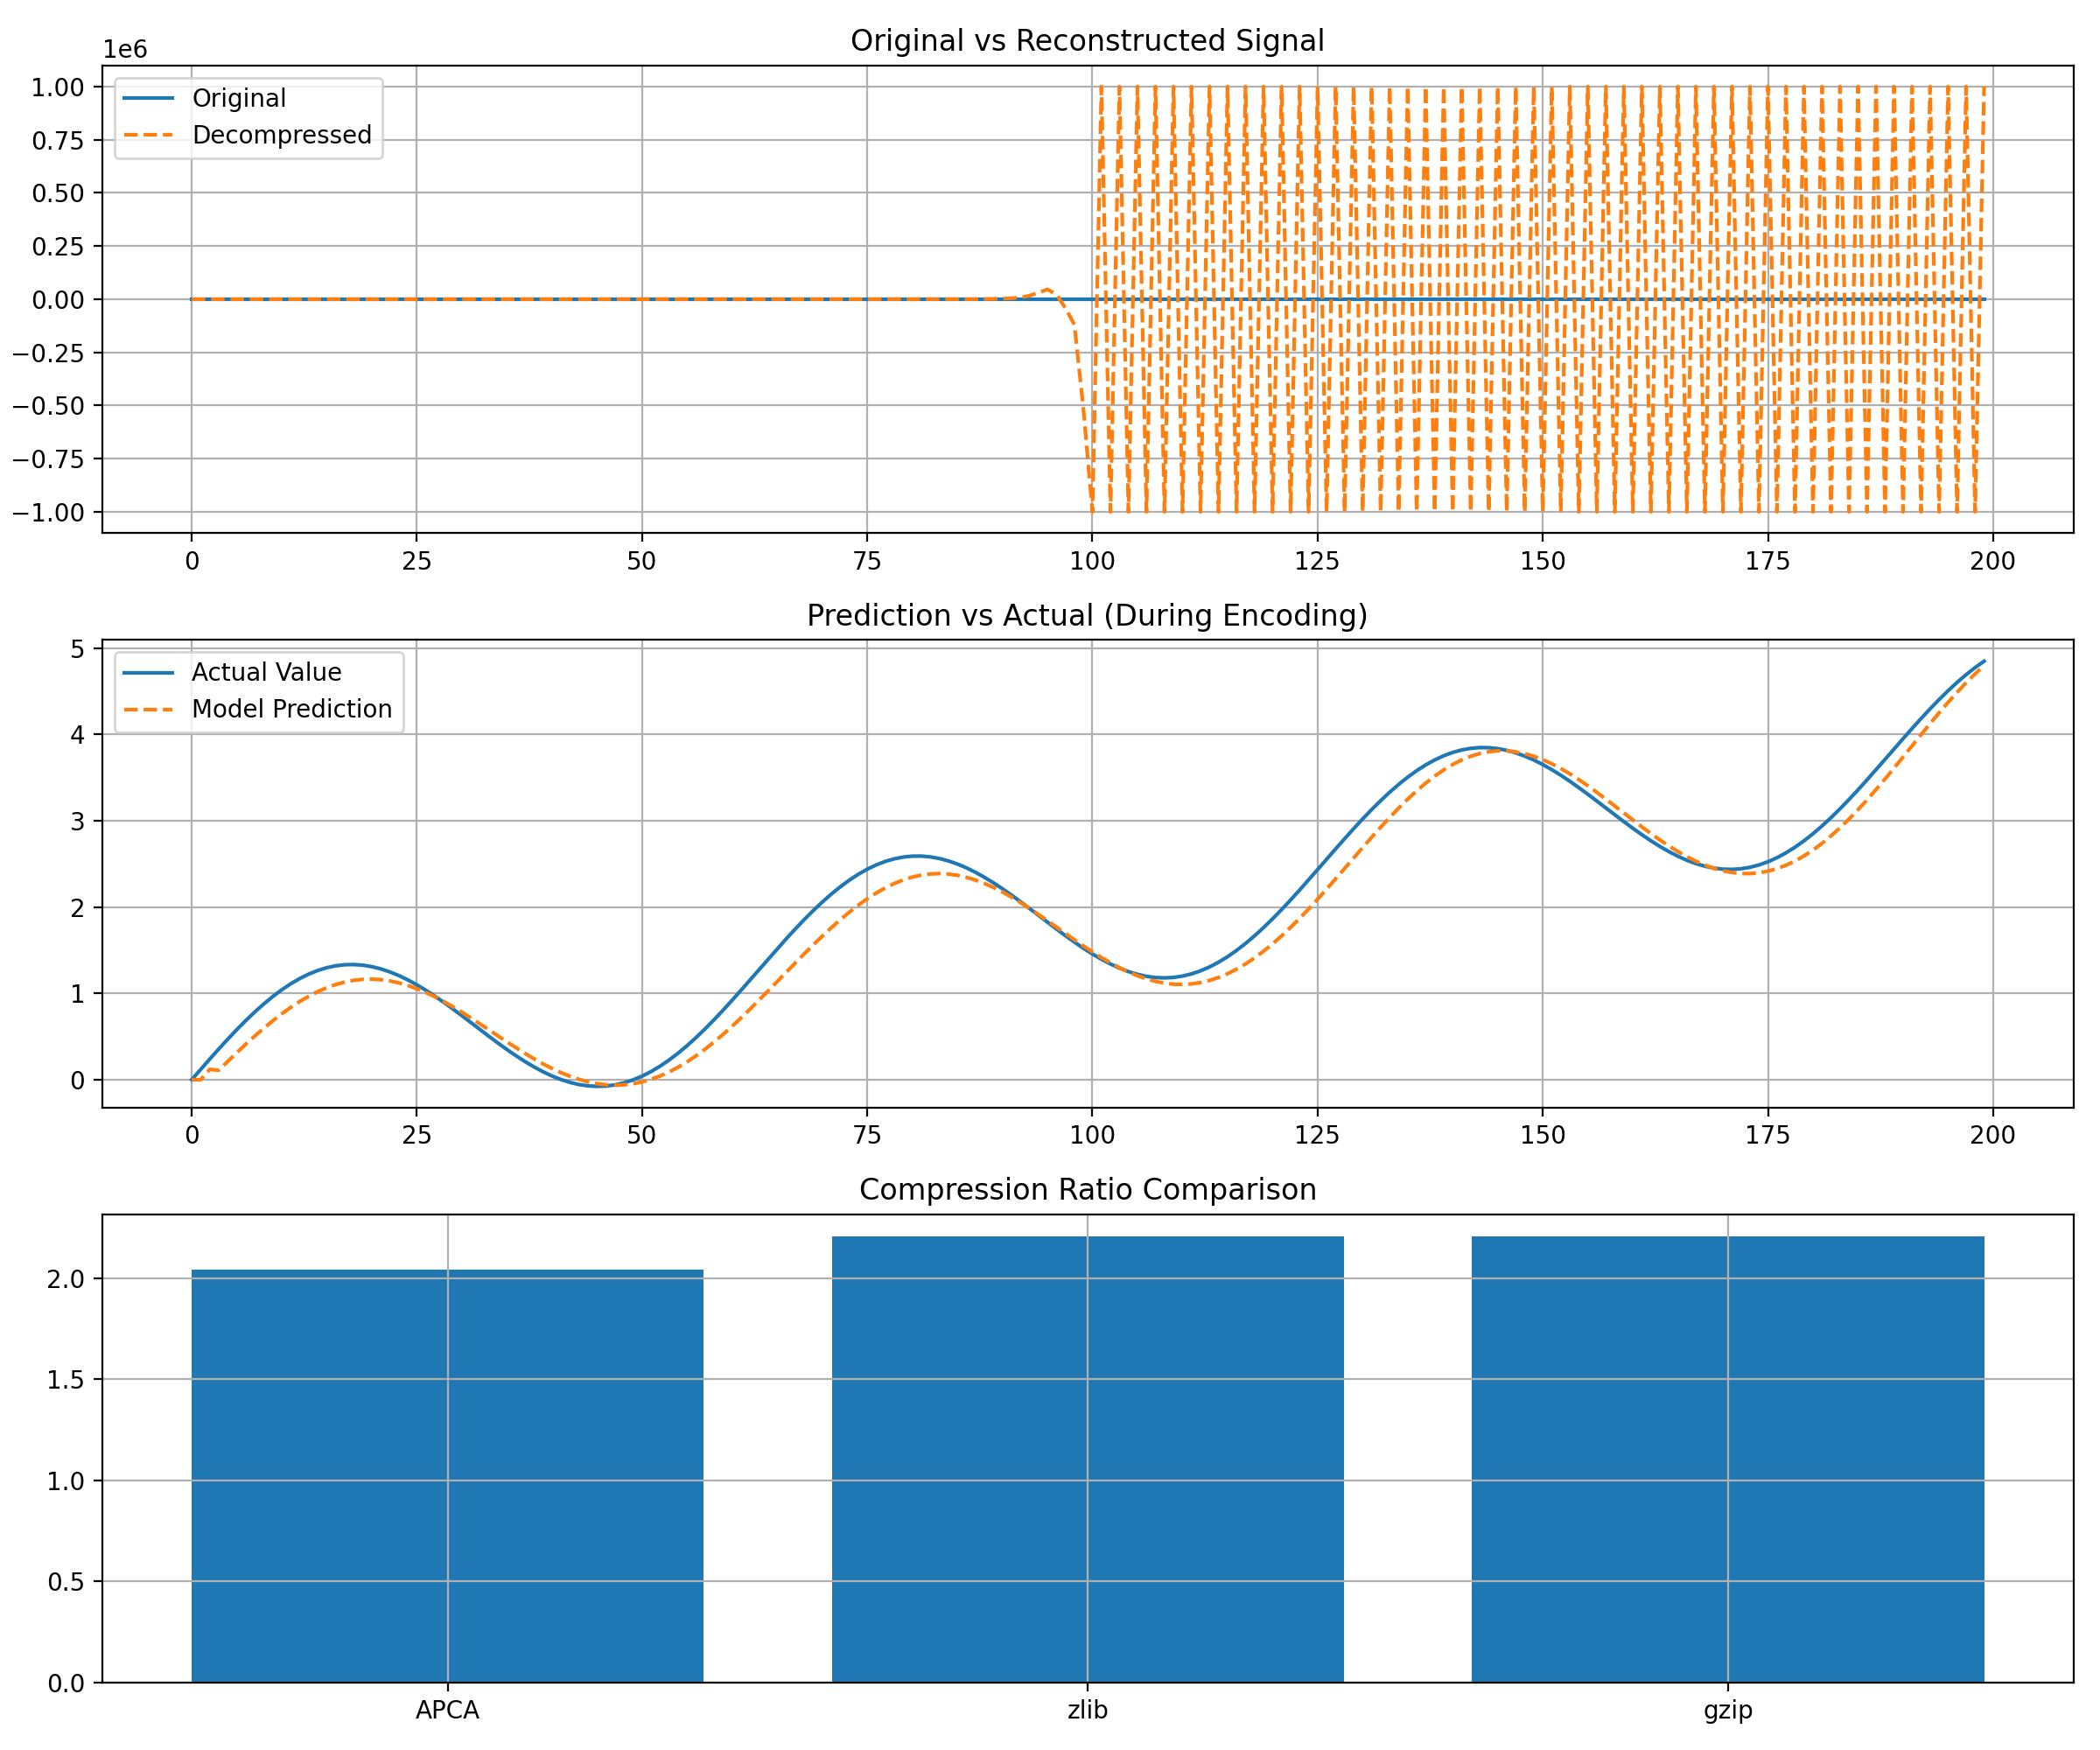 Original vs Reconstructed Signal
1e6
1.00
0.75
0.50
0.25
0.00
−0.25
−0.50
−0.75
−1.00
Original
Decompressed
0 25 50 75 100 125 150 175 200
Prediction vs Actual (During Encoding)
5
4
3
2
1
0
Actual Value
Model Prediction
0 25 50 75 100 125 150 175 200
Compression Ratio Comparison
2.0
1.5
1.0
0.5
0.0
APCA zlib gzip